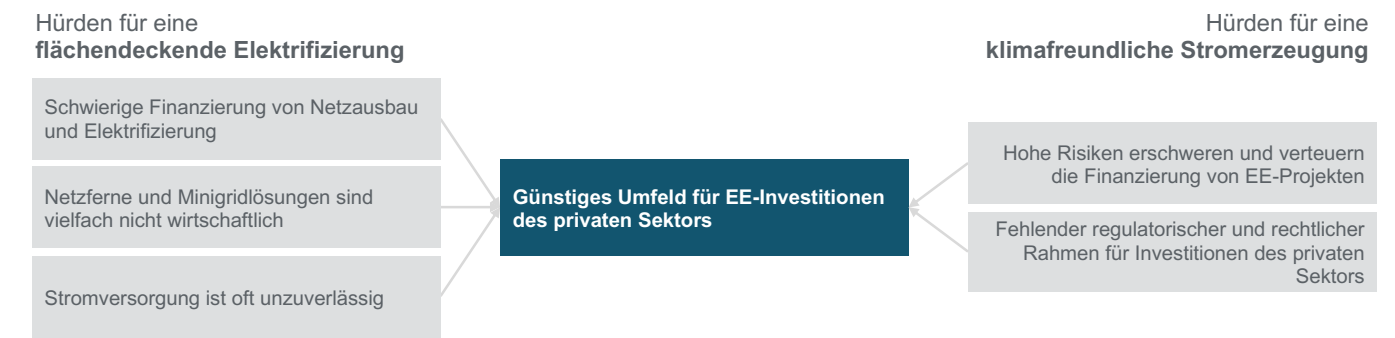 Hürden für eine
flächendeckende Elektrifizierung
Schwierige Finanzierung von Netzausbau
und Elektrifizierung
Netzferne und Minigridlösungen sind
vielfach nicht wirtschaftlich
Stromversorgung ist oft unzuverlässig
Günstiges Umfeld für EE-Investitionen
des privaten Sektors
Hürden für eine
klimafreundliche Stromerzeugung
Hohe Risiken erschweren und verteuern
die Finanzierung von EE-Projekten
Fehlender regulatorischer und rechtlicher
Rahmen für Investitionen des privaten
Sektors